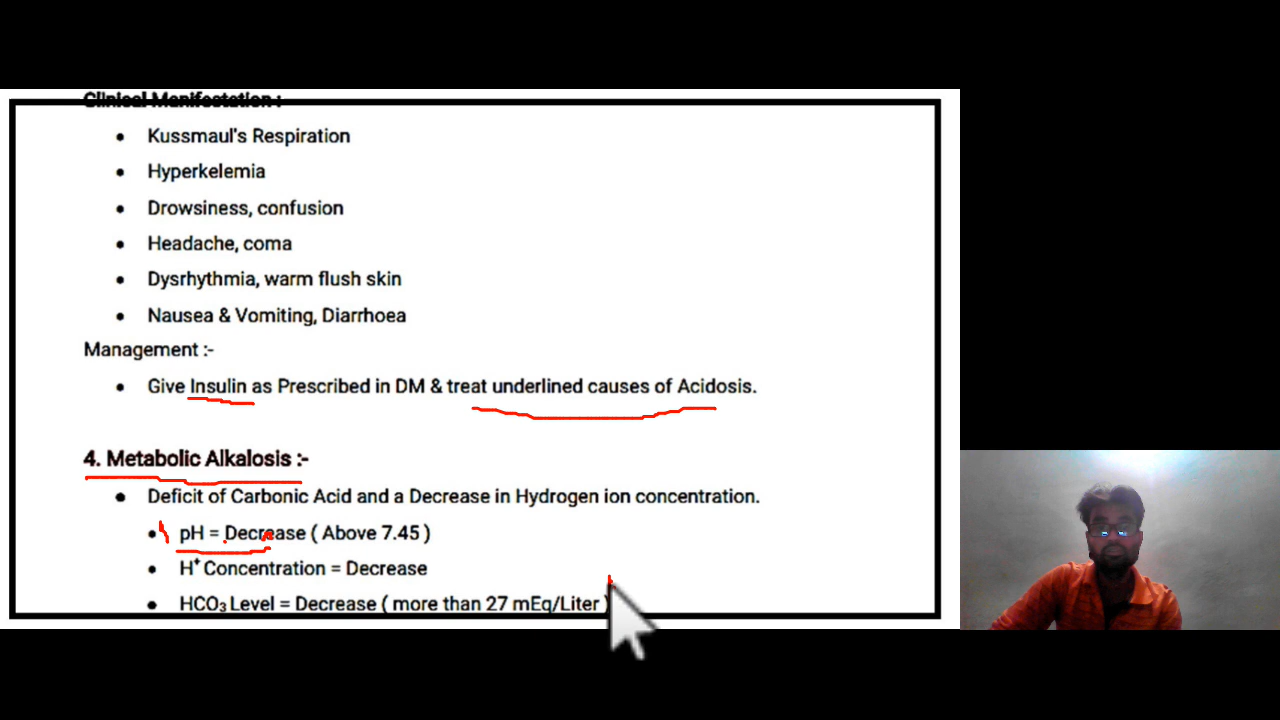 Clinical Manifestation :
• Kussmaul's Respiration
• Hyperkelemia
• Drowsiness, confusion
• Headache, coma
• Dysrhythmia, warm flush skin
• Nausea & Vomiting, Diarrhoea
Management :-
• Give Insulin as Prescribed in DM & treat underlined causes of Acidosis.
4. Metabolic Alkalosis :-
• Deficit of Carbonic Acid and a Decrease in Hydrogen ion concentration.
• pH = Decrease ( Above 7.45 )
• H⁺ Concentration = Decrease
• HCO₃ Level = Decrease ( more than 27 mEq/Liter )